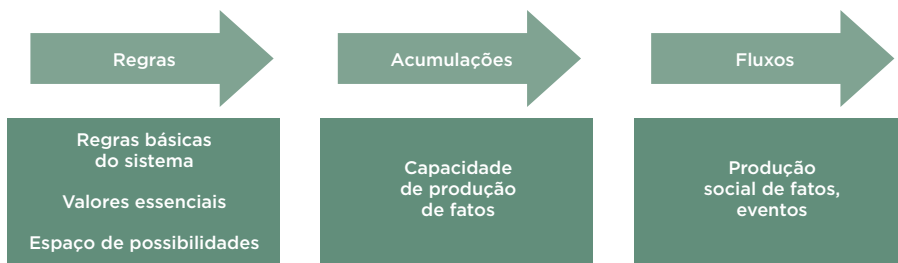 Regras
Acumulações
Fluxos
Regras básicas
do sistema
Valores essenciais
Espaço de possibilidades
Capacidade
de produção
de fatos
Produção
social de fatos,
eventos